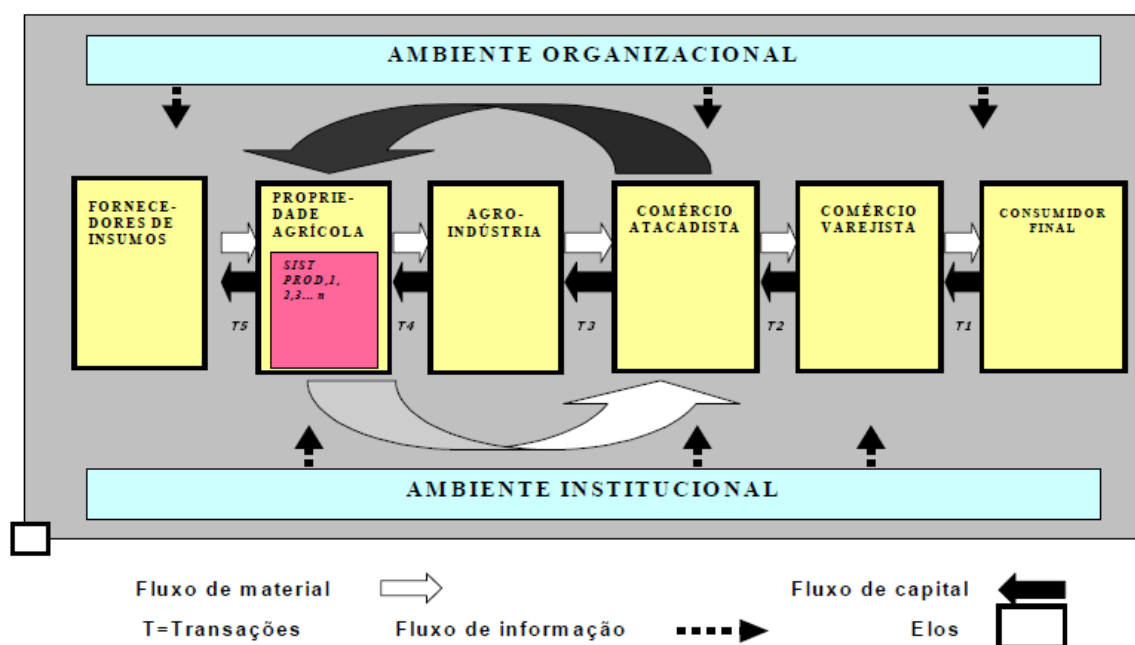 AMBIENTE ORGANIZACIONAL
FORNECE-
DORES DE
INSUMOS
PROPRIE-
DADE
AGRÍCOLA
SIST
PROD,1,
2,3... n
AGRO-
INDÚSTRIA
COMÉRCIO
ATACADISTA
COMÉRCIO
VAREJISTA
CONSUMIDOR
FINAL
T5
T4
T3
T2
T1
AMBIENTE INSTITUCIONAL
Fluxo de material
Fluxo de capital
T=Transações
Fluxo de informação
Elos